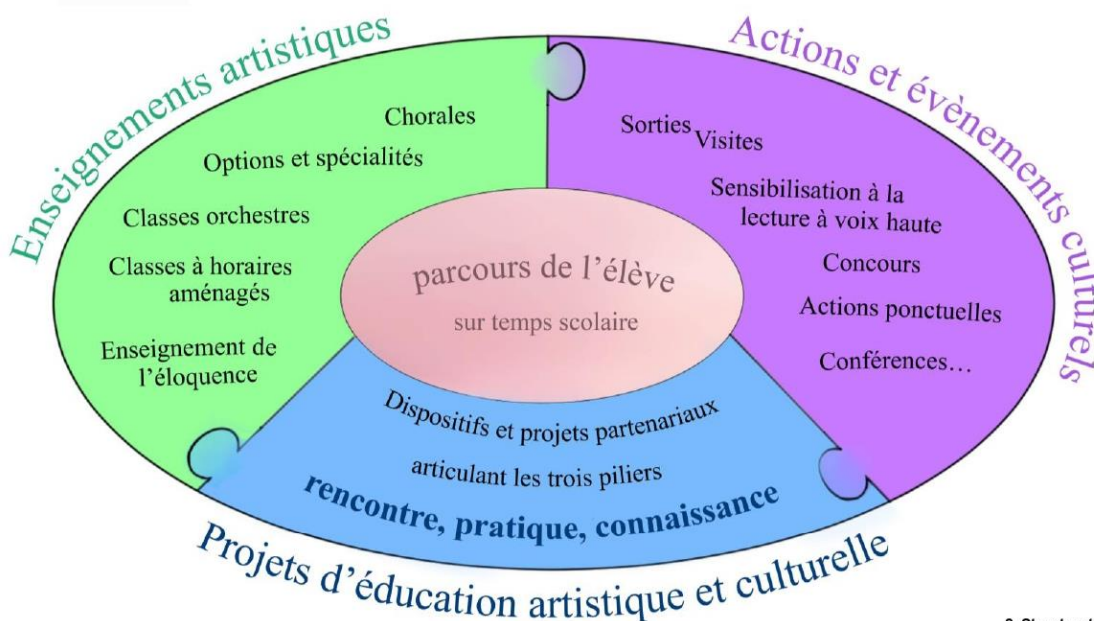 Enseignements artistiques
Chorales
Options et spécialités
Classes orchestres
Classes à horaires
aménagés
Enseignement de
l'éloquence
Actions et évènements culturels
Sorties
Visites
Sensibilisation à la
lecture à voix haute
Concours
Actions ponctuelles
Conférences…
parcours de l'élève
sur temps scolaire
Dispositifs et projets partenariaux
articulant les trois piliers
rencontre, pratique, connaissance
Projets d'éducation artistique et culturelle